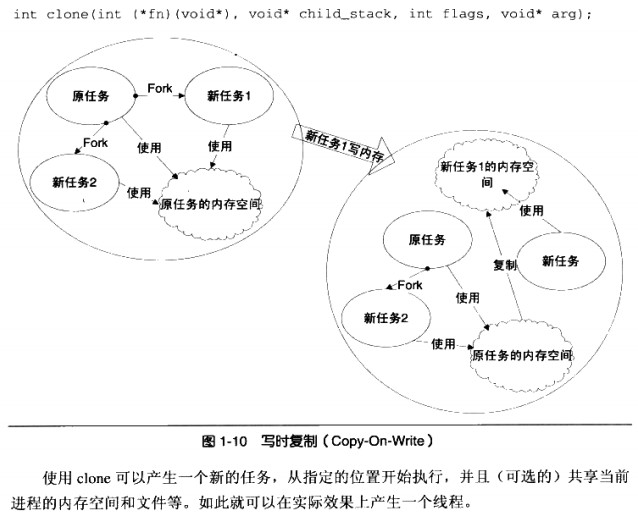 int clone(int (*fn)(void*), void* child_stack, int flags, void* arg);
原任务
Fork
新任务1
Fork
使用
使用
新任务2
使用
原任务的内存空间
新任务1写内存
新任务1的内存空
间
原任务
使用
复制
新任务
Fork
使用
新任务2
使用
原任务的内存空间
图 1-10 写时复制（Copy-On-Write）
使用 clone 可以产生一个新的任务，从指定的位置开始执行，并且（可选的）共享当前
进程的内存空间和文件等。如此就可以在实际效果上产生一个线程。